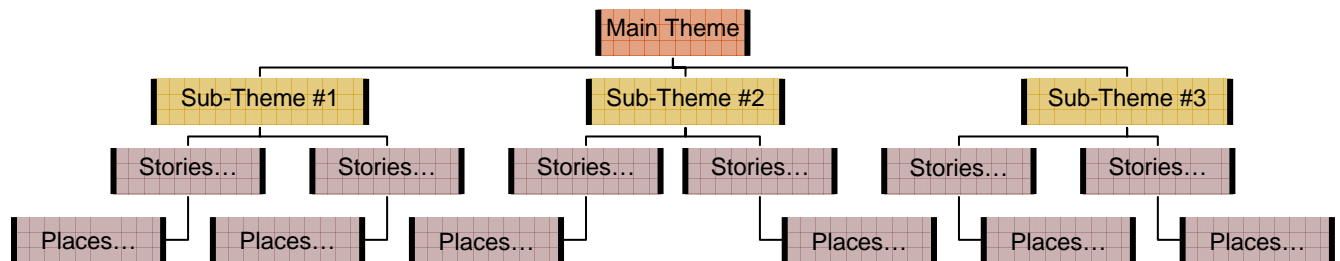 Main Theme
Sub-Theme #1
Sub-Theme #2
Sub-Theme #3
Stories…
Stories…
Stories…
Stories…
Stories…
Stories…
Places…
Places…
Places…
Places…
Places…
Places…